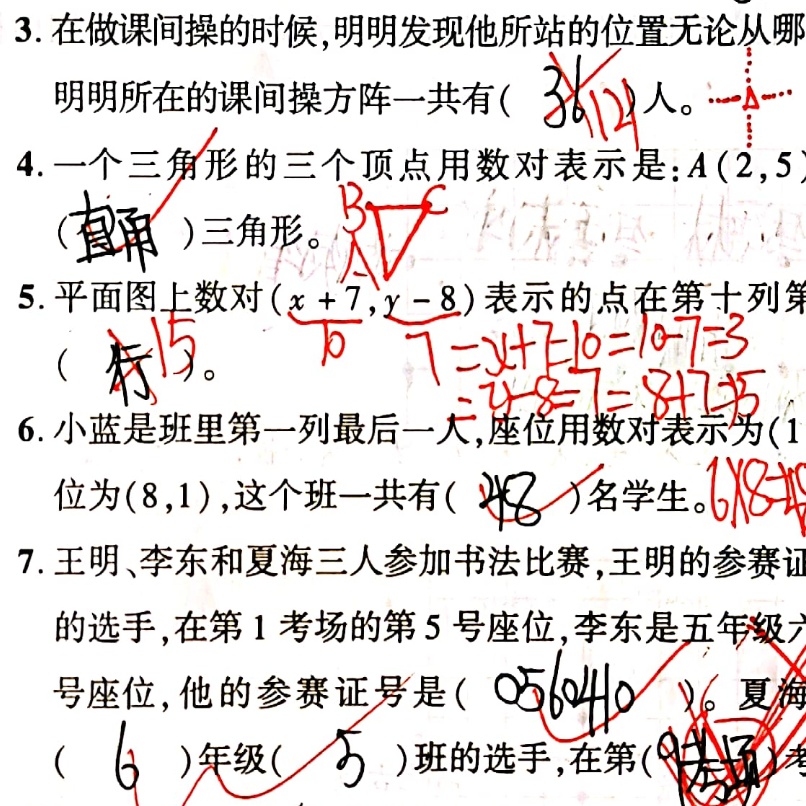 3. 在做课间操的时候,明明发现他所站的位置无论从哪
明明所在的课间操方阵一共有( 36 121 )人。
4. 一个三角形的三个顶点用数对表示是:A(2,5)
B C
( 直角 )三角形。
A
5. 平面图上数对(x+7,y-8)表示的点在第十列第
10 7 =x+7=10=10-7=3
( 行 15 )。
=y-8=7=8+7=15
6. 小蓝是班里第一列最后一人,座位用数对表示为(1
位为(8,1),这个班一共有( 48 )名学生。6×8=48
7. 王明、李东和夏海三人参加书法比赛,王明的参赛证
的选手,在第1考场的第5号座位,李东是五年级六
号座位,他的参赛证号是( 0560410 )。夏海
( 6 )年级( 5 )班的选手,在第( 考场 )考